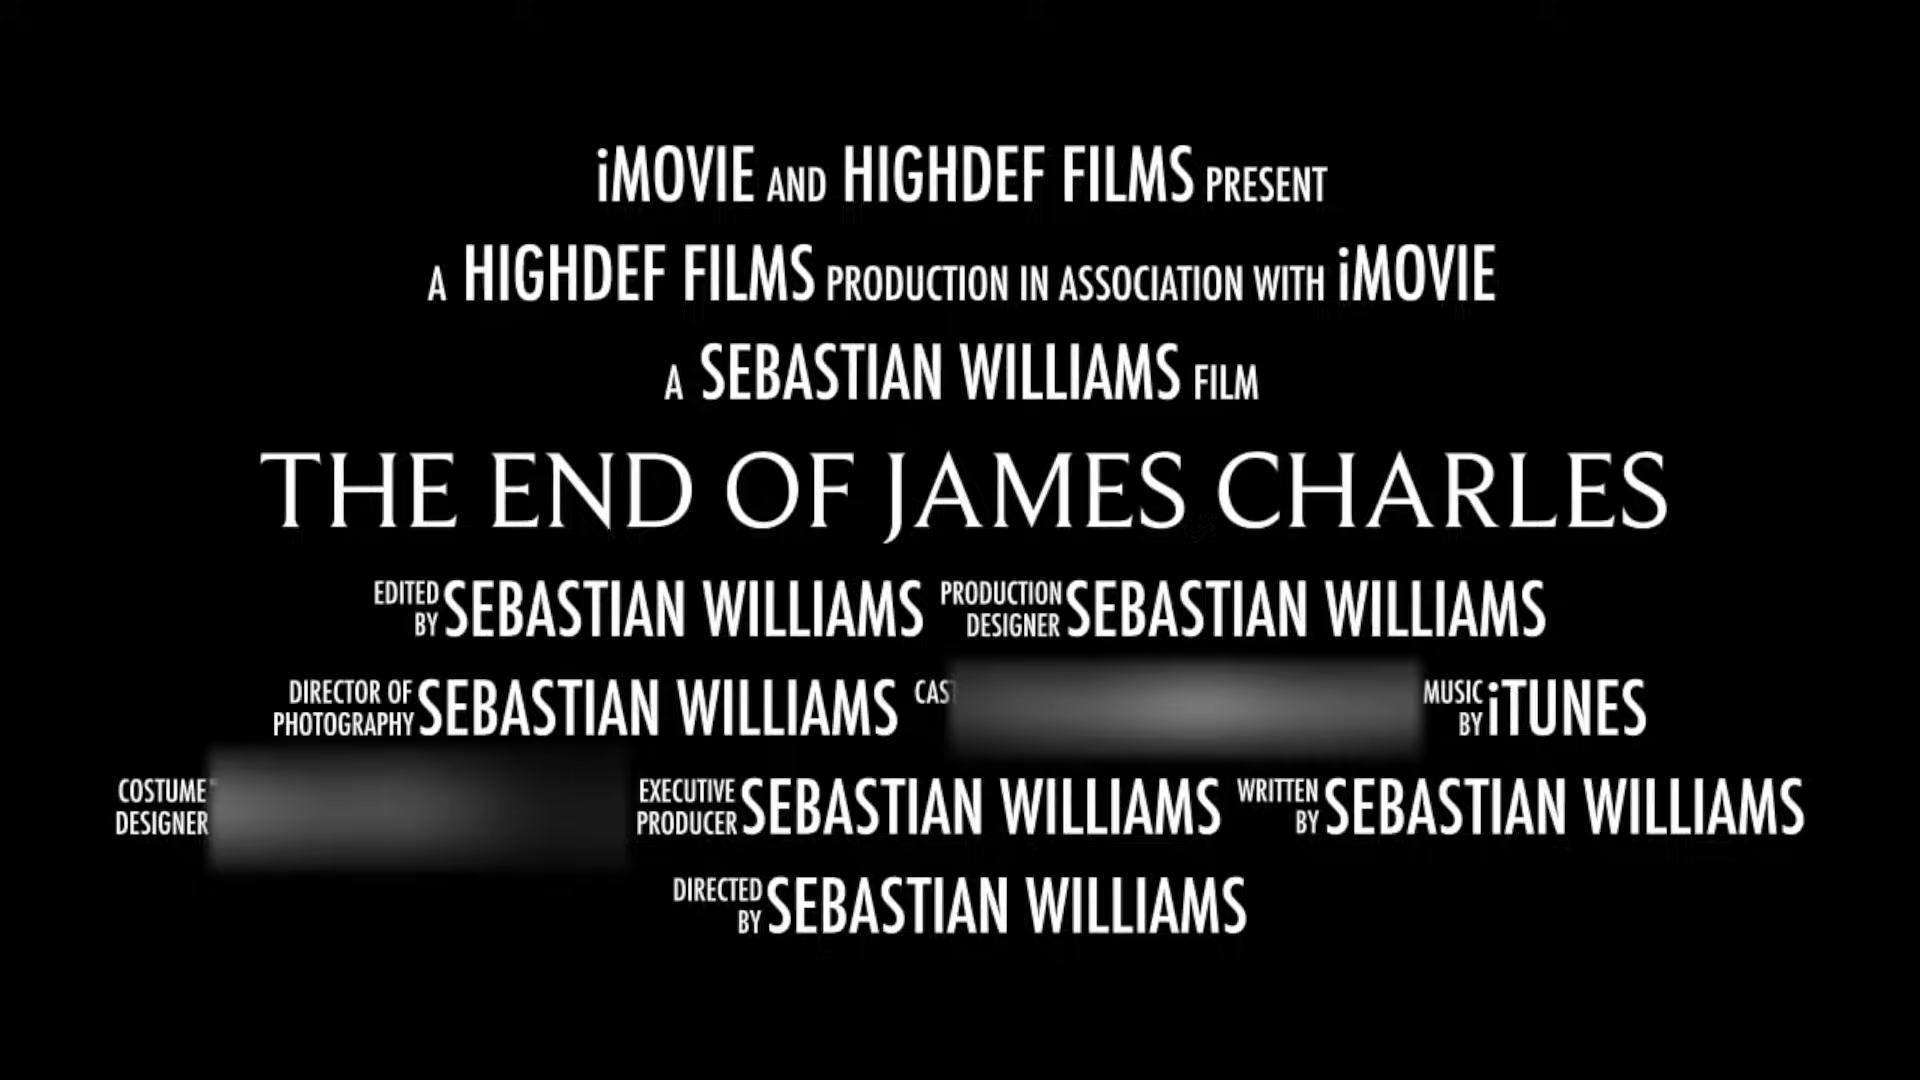 iMOVIE AND HIGHDEF FILMS PRESENT
A HIGHDEF FILMS PRODUCTION IN ASSOCIATION WITH iMOVIE
A SEBASTIAN WILLIAMS FILM
THE END OF JAMES CHARLES
EDITED BY SEBASTIAN WILLIAMS PRODUCTION DESIGNER SEBASTIAN WILLIAMS
DIRECTOR OF PHOTOGRAPHY SEBASTIAN WILLIAMS MUSIC BY iTUNES
COSTUME DESIGNER EXECUTIVE PRODUCER SEBASTIAN WILLIAMS WRITTEN BY SEBASTIAN WILLIAMS
DIRECTED BY SEBASTIAN WILLIAMS